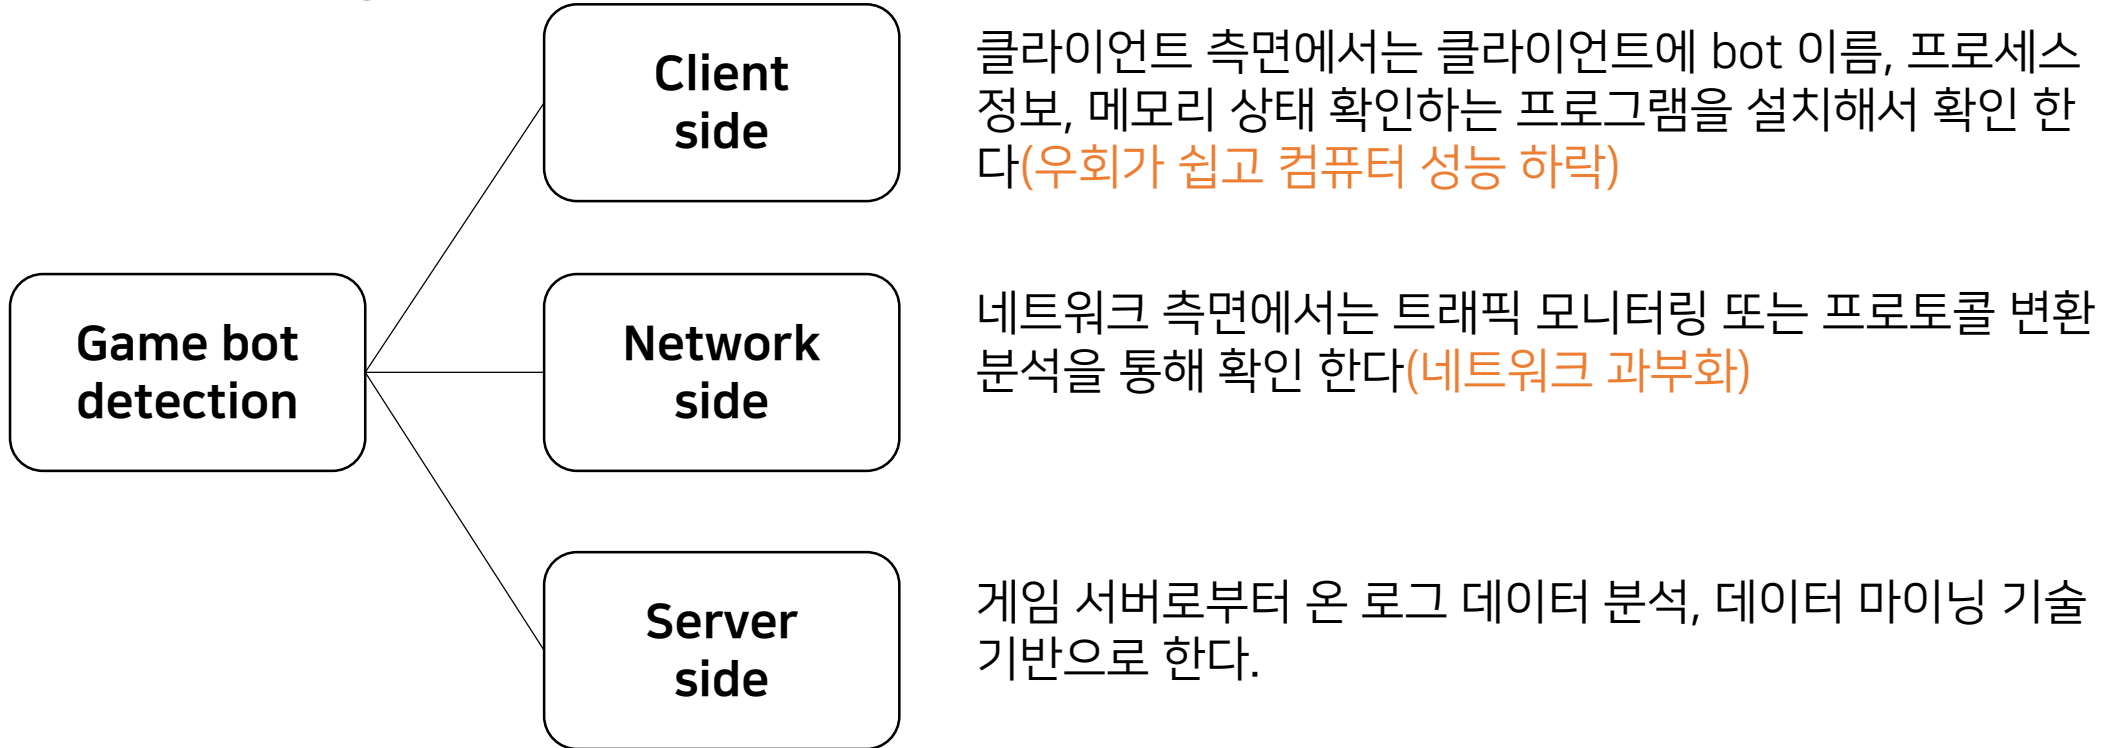 Client
side
클라이언트 측면에서는 클라이언트에 bot 이름, 프로세스
정보, 메모리 상태 확인하는 프로그램을 설치해서 확인 한
다(우회가 쉽고 컴퓨터 성능 하락)
Game bot
detection
Network
side
네트워크 측면에서는 트래픽 모니터링 또는 프로토콜 변환
분석을 통해 확인 한다(네트워크 과부화)
Server
side
게임 서버로부터 온 로그 데이터 분석, 데이터 마이닝 기술
기반으로 한다.